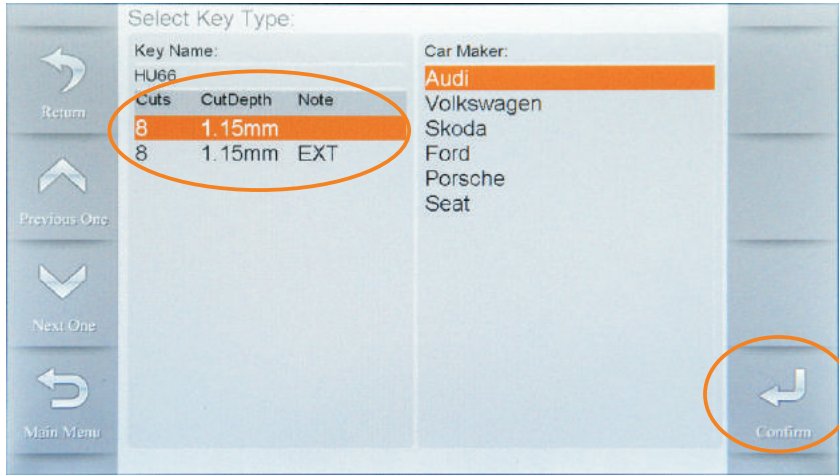 Select Key Type:
Return
Previous One
Next One
Main Menu
Key Name:
HU66
Cuts CutDepth Note
8 1.15mm
8 1.15mm EXT
Car Maker:
Audi
Volkswagen
Skoda
Ford
Porsche
Seat
Confirm